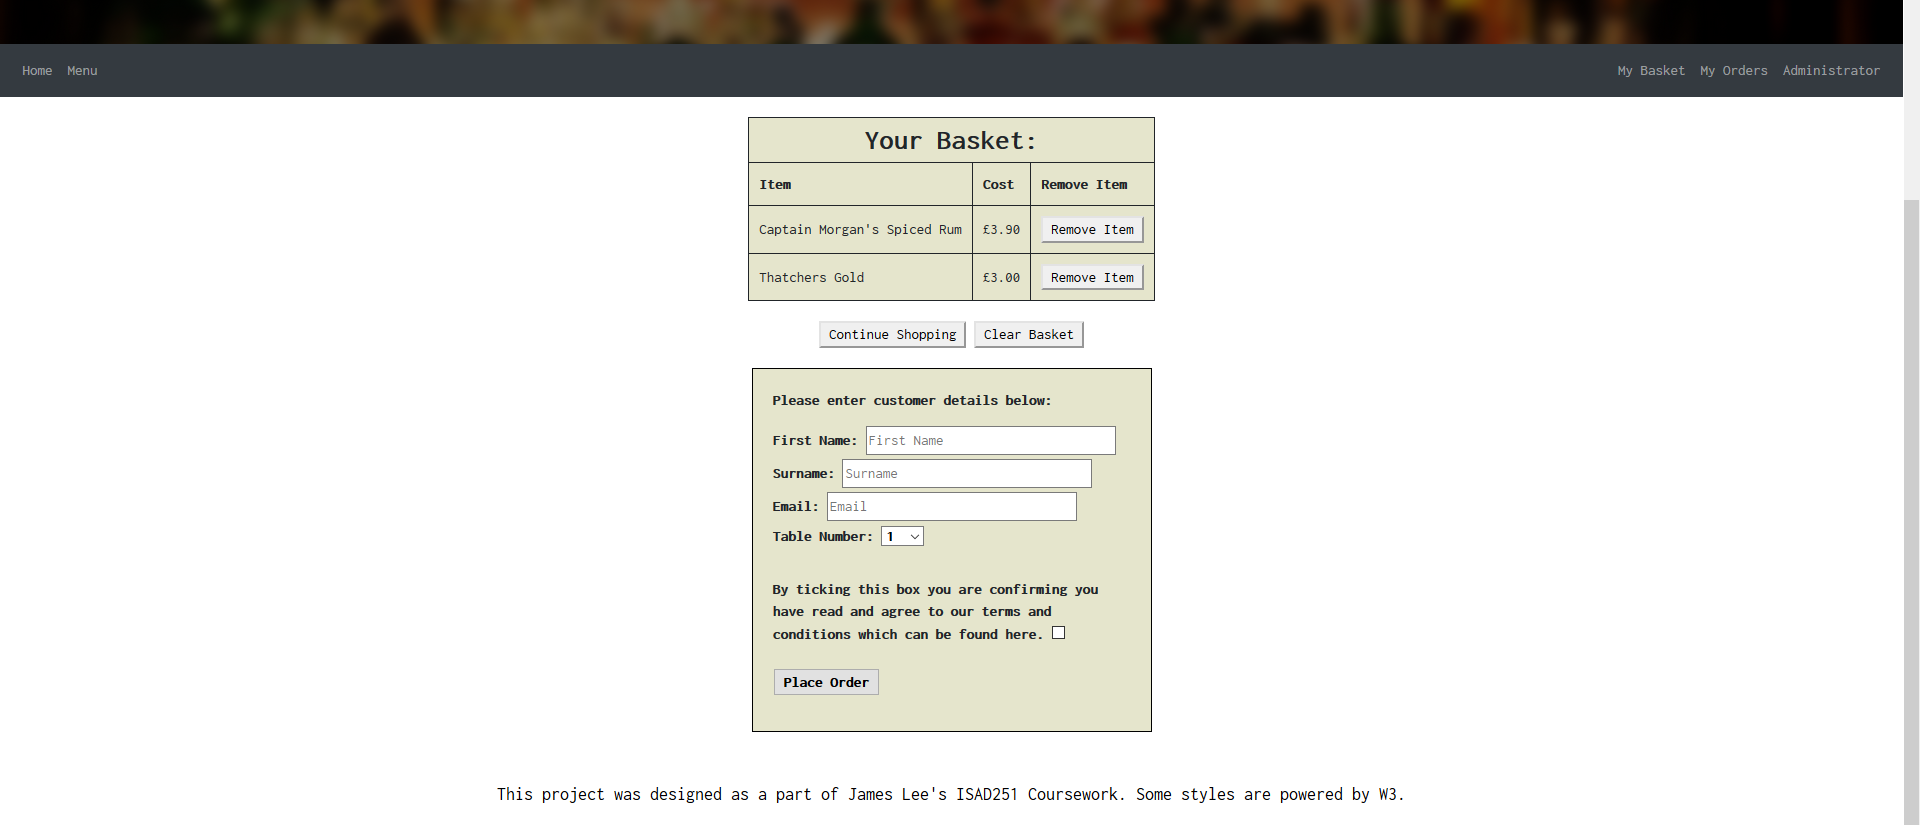 Home Menu My Basket My Orders Administrator
Your Basket:
Item Cost Remove Item
Captain Morgan's Spiced Rum £3.90 Remove Item
Thatchers Gold £3.00 Remove Item
Continue Shopping Clear Basket
Please enter customer details below:
First Name: First Name
Surname: Surname
Email: Email
Table Number: 1
By ticking this box you are confirming you
have read and agree to our terms and
conditions which can be found here.
Place Order
This project was designed as a part of James Lee's ISAD251 Coursework. Some styles are powered by W3.